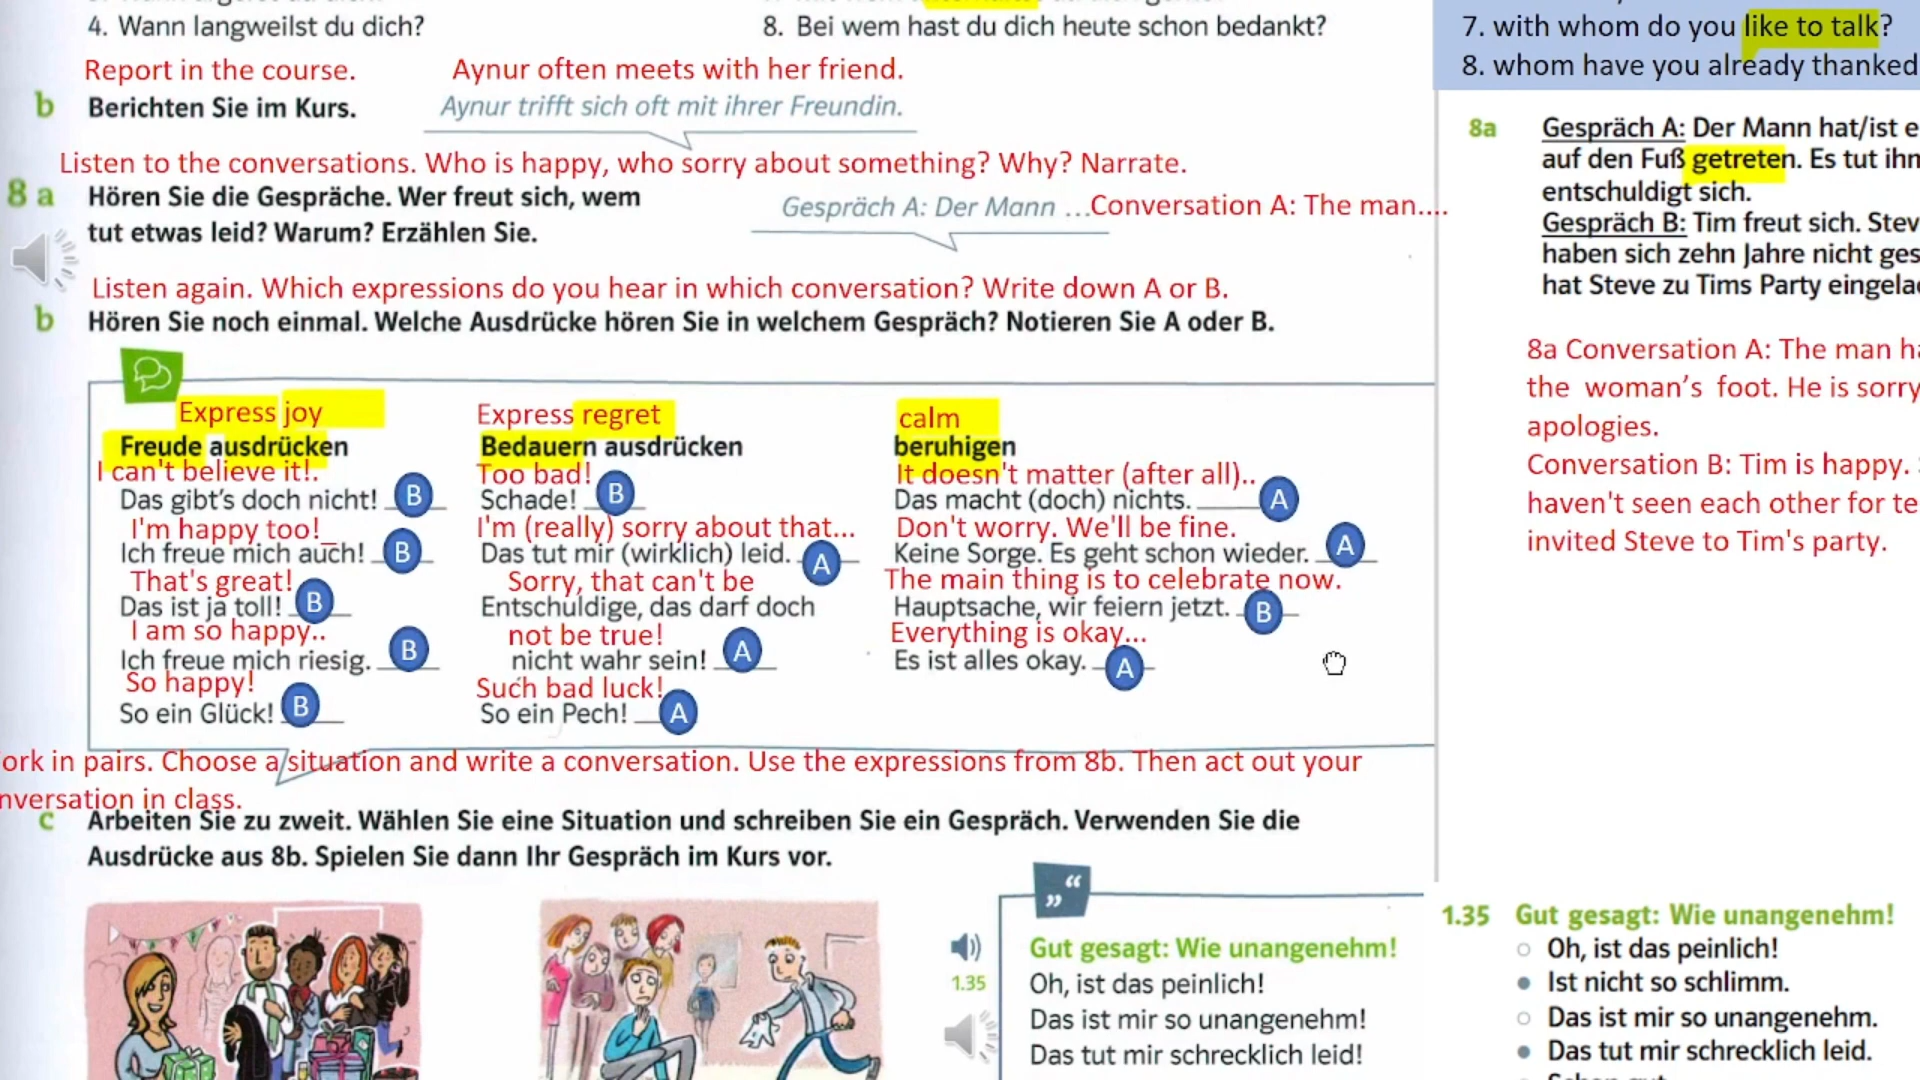 4. Wann langweilst du dich?
8. Bei wem hast du dich heute schon bedankt?
Report in the course.
Aynur often meets with her friend.
b Berichten Sie im Kurs.
Aynur trifft sich oft mit ihrer Freundin.
Listen to the conversations. Who is happy, who sorry about something? Why? Narrate.
8 a Hören Sie die Gespräche. Wer freut sich, wem
tut etwas leid? Warum? Erzählen Sie.
Gespräch A: Der Mann ...
Conversation A: The man....
Listen again. Which expressions do you hear in which conversation? Write down A or B.
b Hören Sie noch einmal. Welche Ausdrücke hören Sie in welchem Gespräch? Notieren Sie A oder B.
Express joy
Freude ausdrücken
I can't believe it!.
Das gibt's doch nicht! B
I'm happy too!_
Ich freue mich auch! B
That's great!
Das ist ja toll! B
I am so happy..
Ich freue mich riesig. B
So happy!
So ein Glück! B
Express regret
Bedauern ausdrücken
Too bad!
Schade! B
I'm (really) sorry about that...
Das tut mir (wirklich) leid. A
Sorry, that can't be
Entschuldige, das darf doch
not be true!
nicht wahr sein! A
Such bad luck!
So ein Pech! A
calm
beruhigen
It doesn't matter (after all)..
Das macht (doch) nichts. A
Don't worry. We'll be fine.
Keine Sorge. Es geht schon wieder. A
The main thing is to celebrate now.
Hauptsache, wir feiern jetzt. B
Everything is okay...
Es ist alles okay. A
ork in pairs. Choose a situation and write a conversation. Use the expressions from 8b. Then act out your
nversation in class.
c Arbeiten Sie zu zweit. Wählen Sie eine Situation und schreiben Sie ein Gespräch. Verwenden Sie die
Ausdrücke aus 8b. Spielen Sie dann Ihr Gespräch im Kurs vor.
1.35
Gut gesagt: Wie unangenehm!
Oh, ist das peinlich!
Das ist mir so unangenehm!
Das tut mir schrecklich leid!
7. with whom do you like to talk?
8. whom have you already thanked
8a Gespräch A: Der Mann hat/ist e
auf den Fuß getreten. Es tut ihm
entschuldigt sich.
Gespräch B: Tim freut sich. Stev
haben sich zehn Jahre nicht ges
hat Steve zu Tims Party eingela
8a Conversation A: The man ha
the woman's foot. He is sorry
apologies.
Conversation B: Tim is happy.
haven't seen each other for te
invited Steve to Tim's party.
1.35 Gut gesagt: Wie unangenehm!
Oh, ist das peinlich!
Ist nicht so schlimm.
Das ist mir so unangenehm.
Das tut mir schrecklich leid.